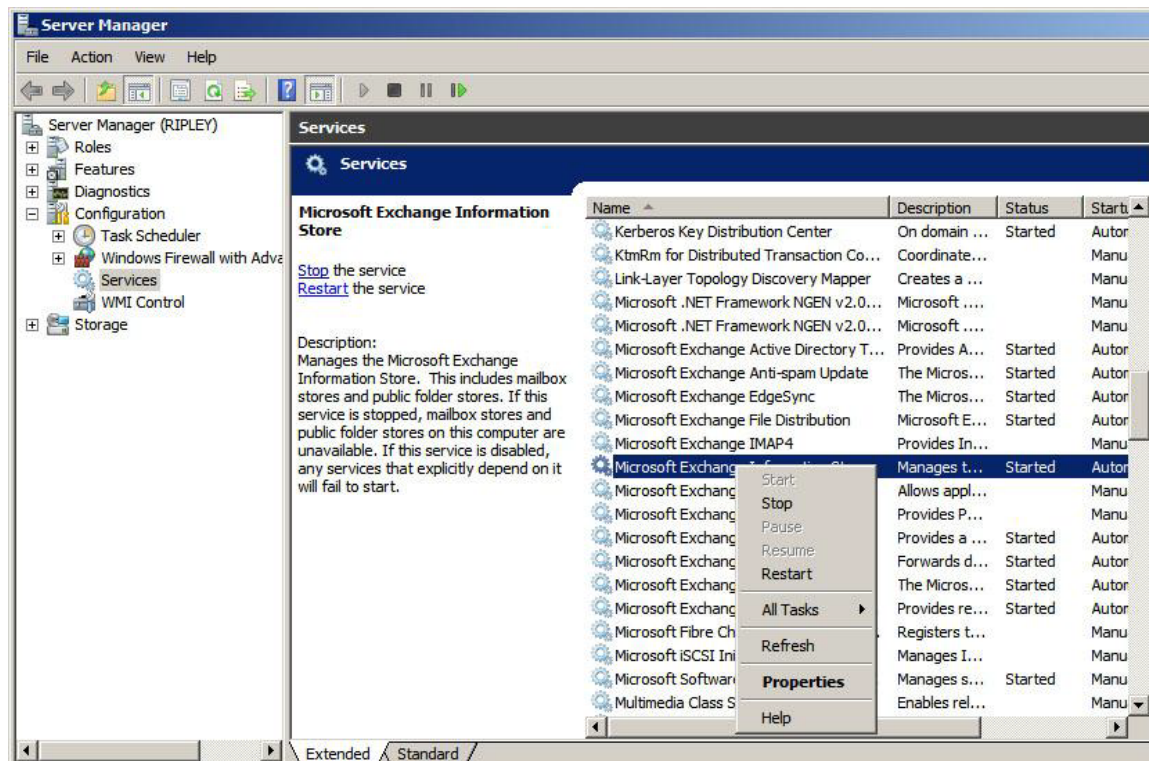 Server Manager
File Action View Help
Server Manager (RIPLEY)
Roles
Features
Diagnostics
Configuration
Task Scheduler
Windows Firewall with Adva
Services
WMI Control
Storage
Services
Services
Microsoft Exchange Information
Store
Stop the service
Restart the service
Description:
Manages the Microsoft Exchange
Information Store. This includes mailbox
stores and public folder stores. If this
service is stopped, mailbox stores and
public folder stores on this computer are
unavailable. If this service is disabled,
any services that explicitly depend on it
will fail to start.
Name Description Status Startu
Kerberos Key Distribution Center On domain ... Started Autor
KtmRm for Distributed Transaction Co... Coordinate... Manu
Link-Layer Topology Discovery Mapper Creates a ... Manu
Microsoft .NET Framework NGEN v2.0... Microsoft .... Manu
Microsoft .NET Framework NGEN v2.0... Microsoft .... Manu
Microsoft Exchange Active Directory T... Provides A... Started Autor
Microsoft Exchange Anti-spam Update The Micros... Started Autor
Microsoft Exchange EdgeSync The Micros... Started Autor
Microsoft Exchange File Distribution Microsoft E... Started Autor
Microsoft Exchange IMAP4 Provides In... Manu
Microsoft Exchange Manages t... Started Autor
Microsoft Exchang Allows appl... Manu
Microsoft Exchang Provides P... Manu
Microsoft Exchang Provides a ... Started Autor
Microsoft Exchang Forwards d... Started Autor
Microsoft Exchang The Micros... Started Autor
Microsoft Exchang Provides re... Started Autor
Microsoft Fibre Ch Registers t... Manu
Microsoft iSCSI Ini Manages I... Manu
Microsoft Softwar Manages s... Started Manu
Multimedia Class S Enables rel... Manu
Start
Stop
Pause
Resume
Restart
All Tasks
Refresh
Properties
Help
Extended Standard